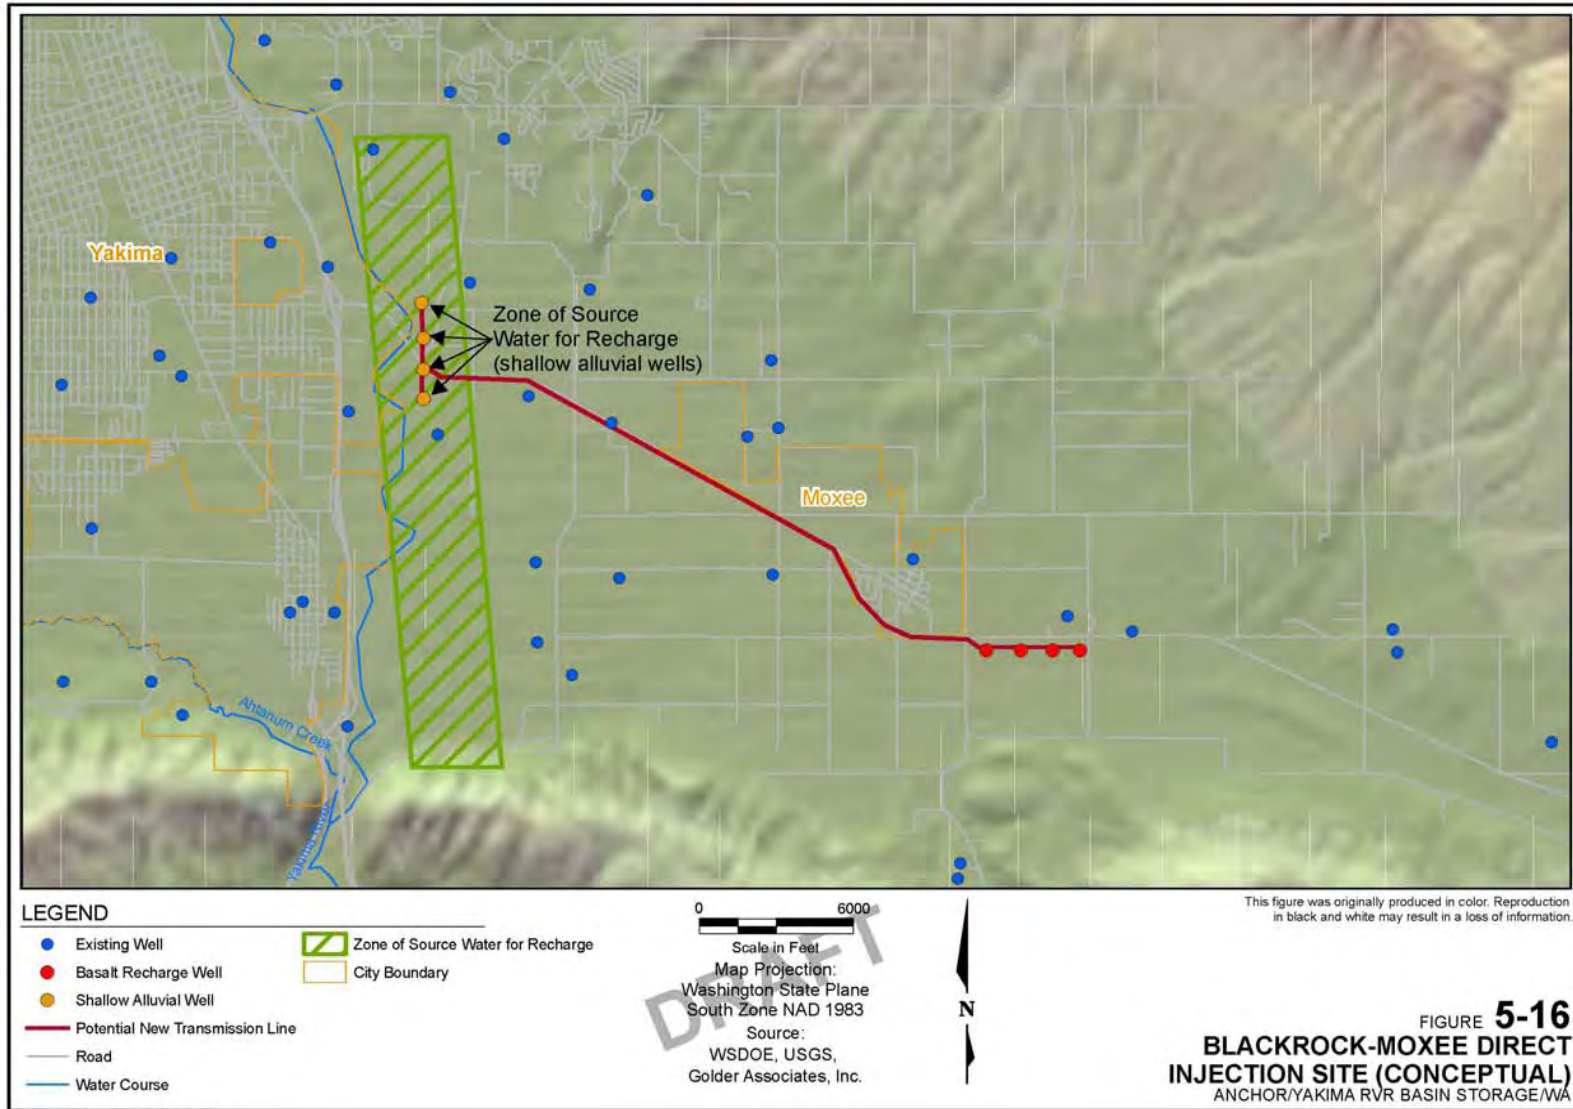 Yakima
Zone of Source
Water for Recharge
(shallow alluvial wells)
Moxee
Ahtanum Creek
Yakima River
LEGEND
Existing Well
Basalt Recharge Well
Shallow Alluvial Well
Potential New Transmission Line
Road
Water Course
Zone of Source Water for Recharge
City Boundary
0 6000
Scale in Feet
Map Projection:
Washington State Plane
South Zone NAD 1983
Source:
WSDOE, USGS,
Golder Associates, Inc.
DRAFT
N
This figure was originally produced in color. Reproduction
in black and white may result in a loss of information.
FIGURE 5-16
BLACKROCK-MOXEE DIRECT
INJECTION SITE (CONCEPTUAL)
ANCHOR/YAKIMA RVR BASIN STORAGE/WA